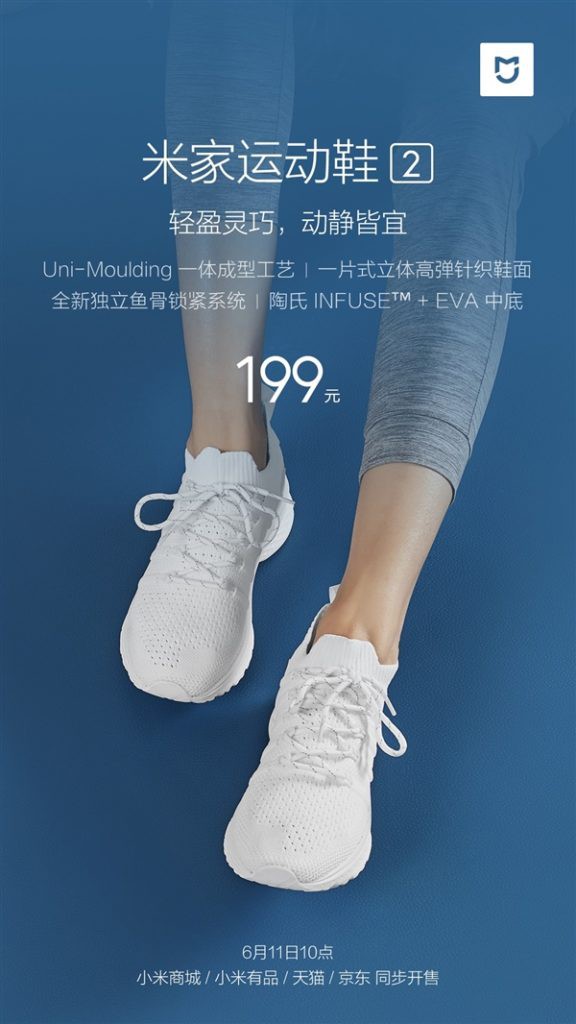 米家运动鞋 2
轻盈灵巧，动静皆宜
Uni-Moulding 一体成型工艺 | 一片式立体高弹针织鞋面
全新独立鱼骨锁紧系统 | 陶氏 INFUSE™ + EVA 中底
199元
6月11日10点
小米商城 / 小米有品 / 天猫 / 京东 同步开售